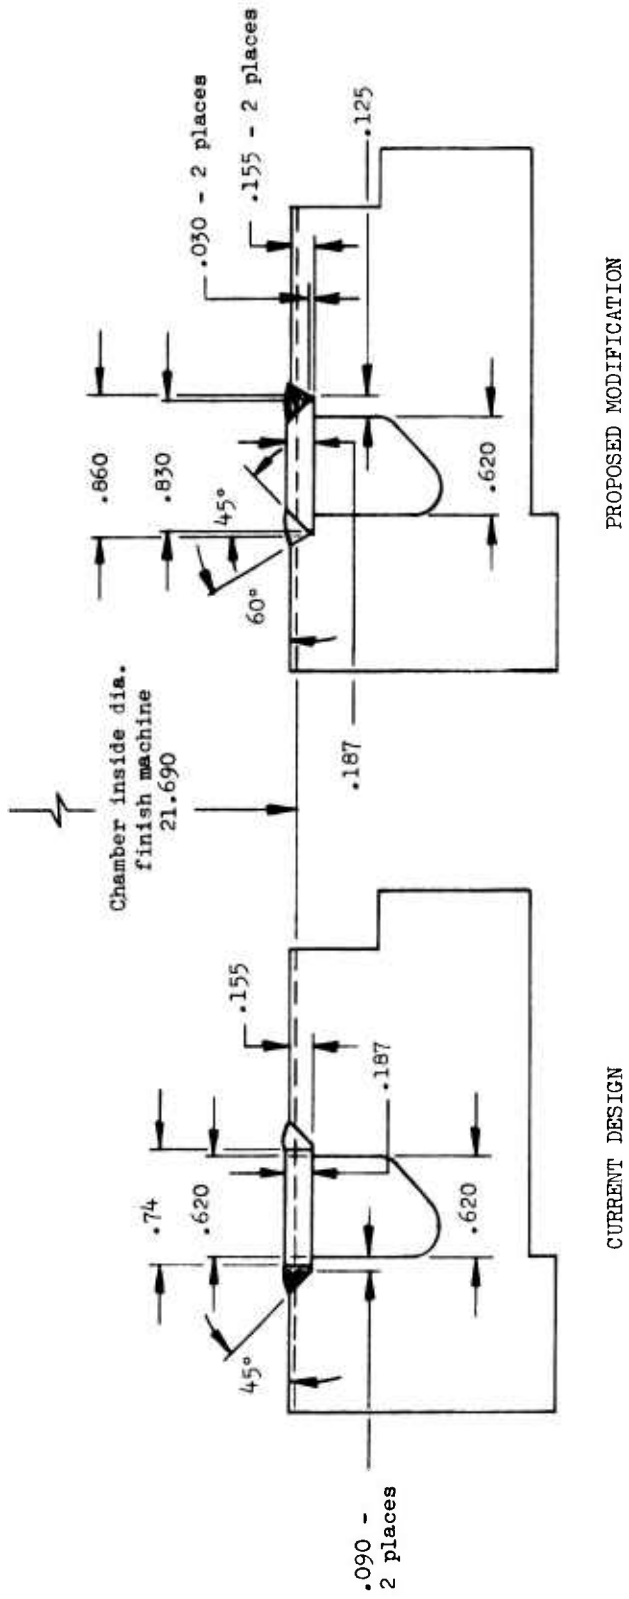 .74
.620
45°
.155
.187
.620
.090 -
2 places
CURRENT DESIGN
Chamber inside dia.
finish machine
21.690
.860
.830
45°
60°
.030 - 2 places
.155 - 2 places
.125
.187
.620
PROPOSED MODIFICATION